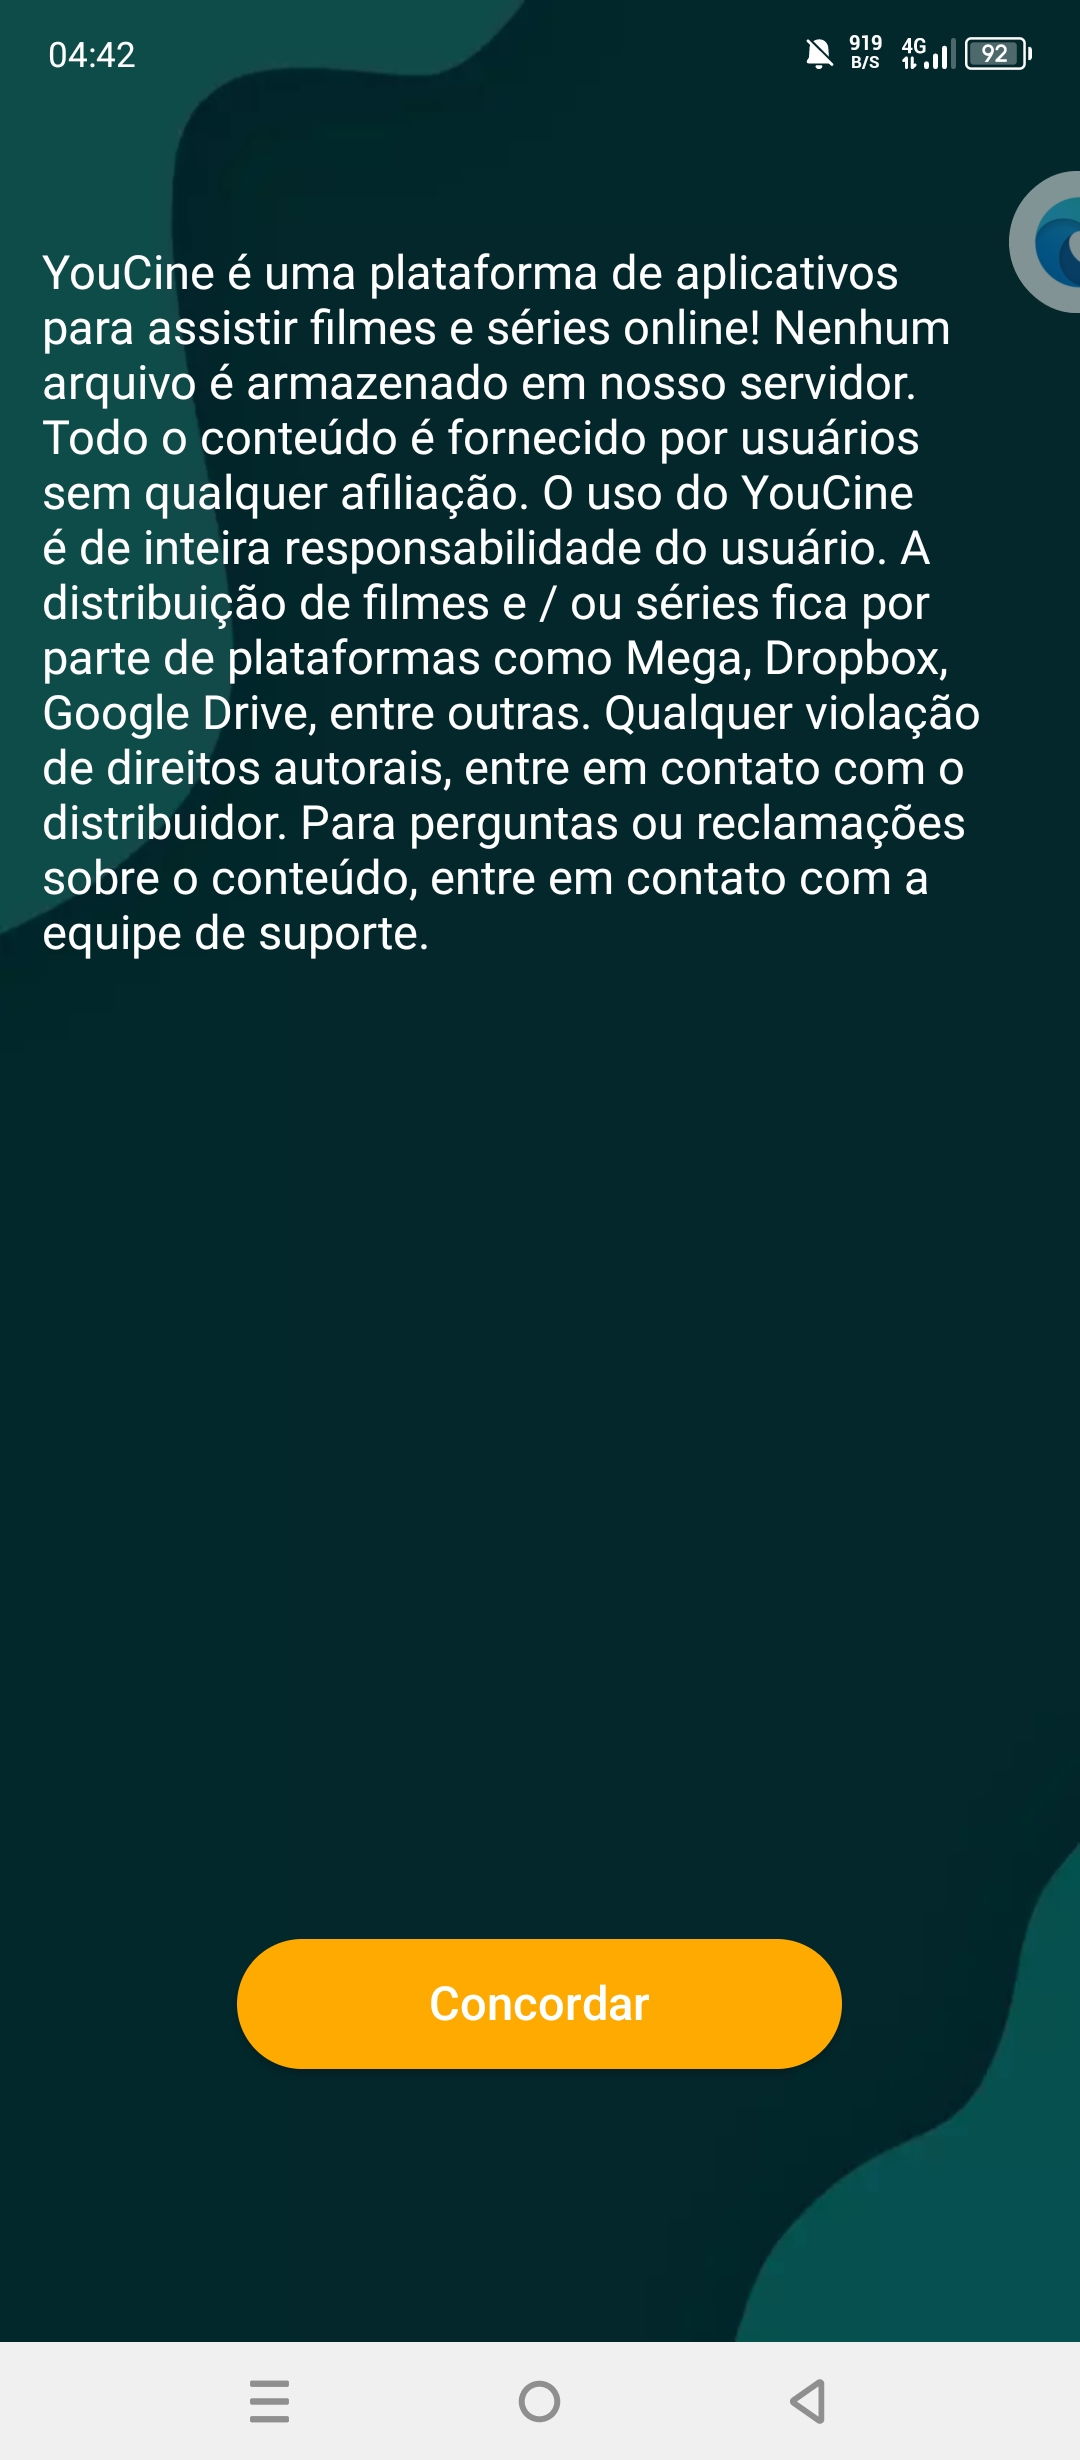 04:42
919
B/S
4G
92
YouCine é uma plataforma de aplicativos
para assistir filmes e séries online! Nenhum
arquivo é armazenado em nosso servidor.
Todo o conteúdo é fornecido por usuários
sem qualquer afiliação. O uso do YouCine
é de inteira responsabilidade do usuário. A
distribuição de filmes e / ou séries fica por
parte de plataformas como Mega, Dropbox,
Google Drive, entre outras. Qualquer violação
de direitos autorais, entre em contato com o
distribuidor. Para perguntas ou reclamações
sobre o conteúdo, entre em contato com a
equipe de suporte.
Concordar